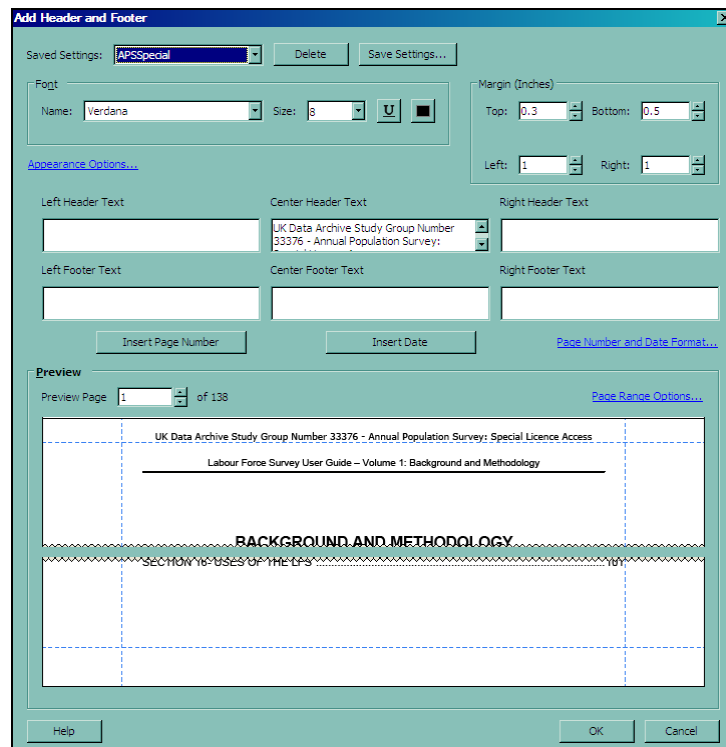 Add Header and Footer
Saved Settings: APSSpecial Delete Save Settings...
Font
Name: Verdana Size: 8 U
Margin (Inches)
Top: 0.3 Bottom: 0.5
Left: 1 Right: 1
Appearance Options...
Left Header Text Center Header Text Right Header Text
UK Data Archive Study Group Number
33376 - Annual Population Survey:
Left Footer Text Center Footer Text Right Footer Text
Insert Page Number Insert Date Page Number and Date Format...
Preview
Preview Page 1 of 138 Page Range Options...
UK Data Archive Study Group Number 33376 - Annual Population Survey: Special Licence Access
Labour Force Survey User Guide – Volume 1: Background and Methodology
BACKGROUND AND METHODOLOGY
SECTION 16- USES OF THE LFS ........................................................ 101
Help OK Cancel